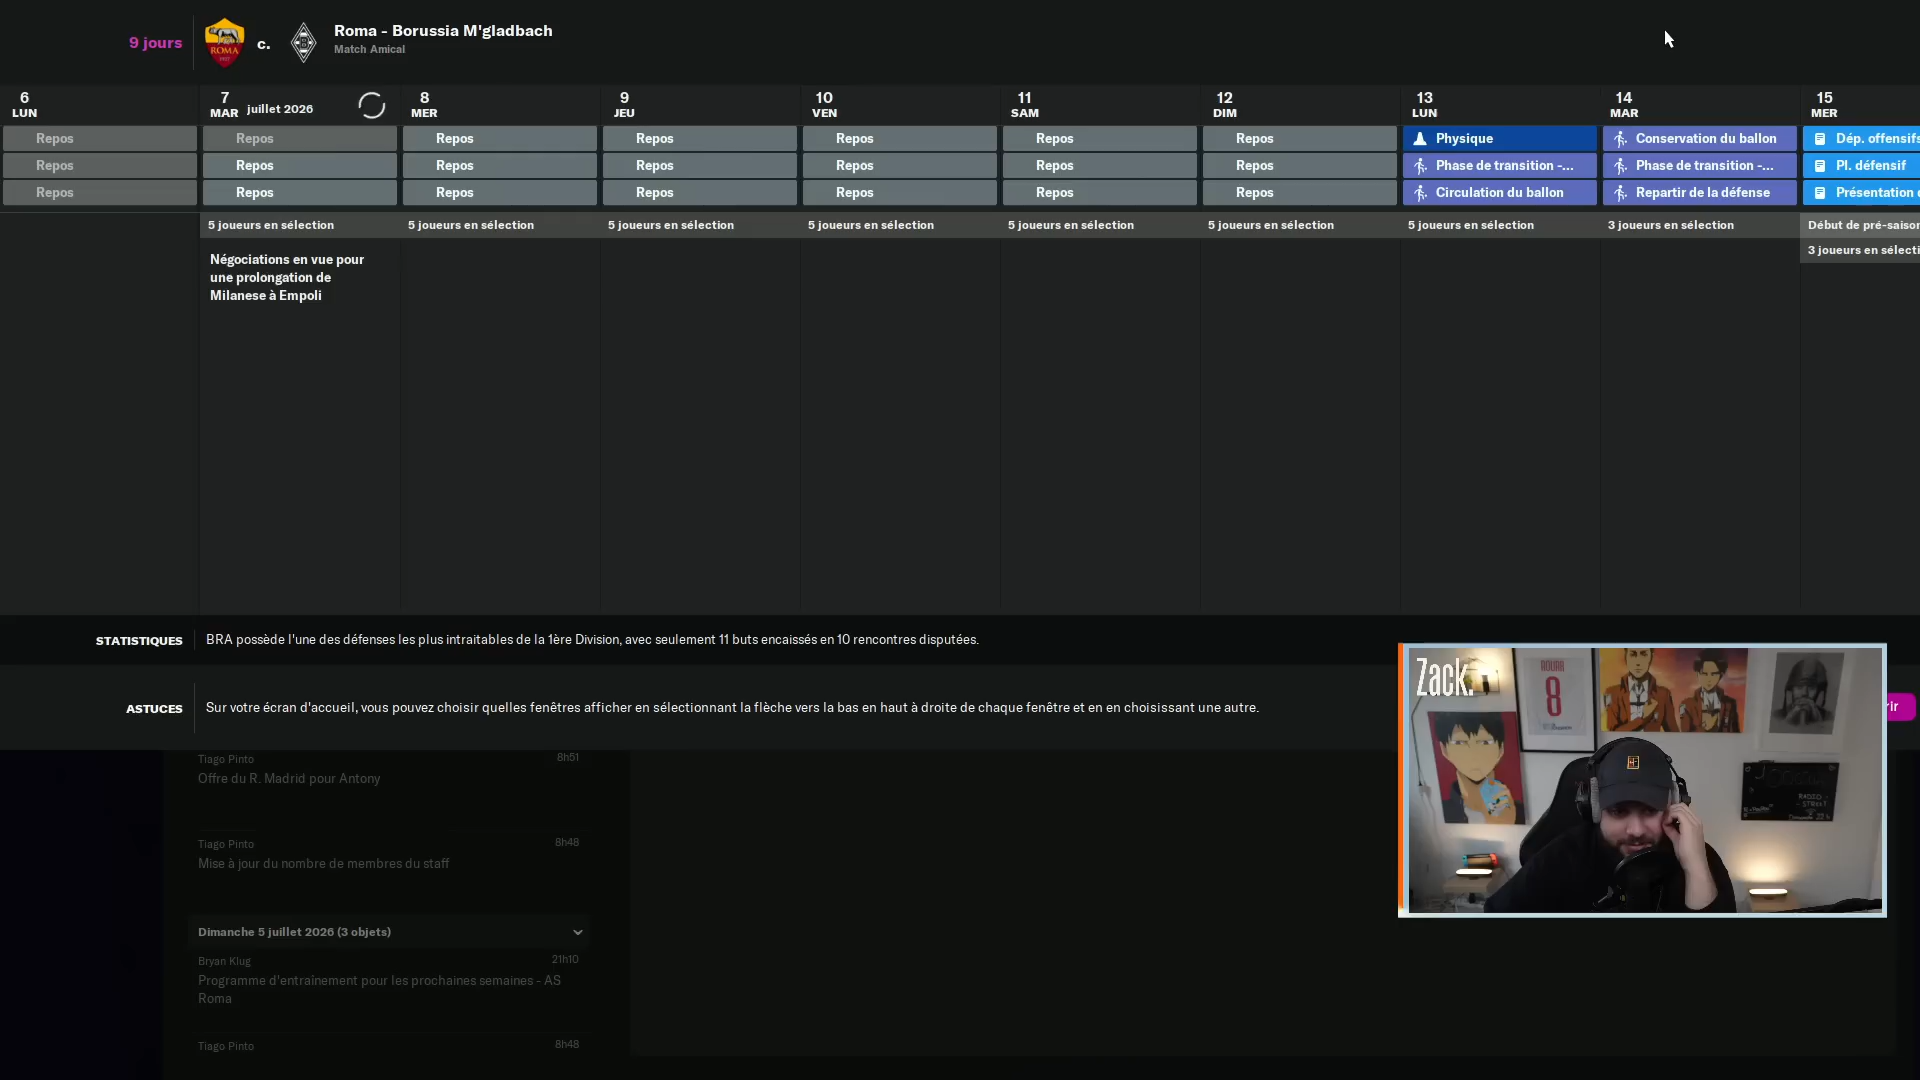 9 jours
ROMA
1927
c.
Roma - Borussia M'gladbach
Match Amical
6
LUN
7
MAR juillet 2026
8
MER
9
JEU
10
VEN
11
SAM
12
DIM
13
LUN
14
MAR
15
MER
Repos
Repos
Repos
Repos
Repos
Repos
Repos
Physique
Conservation du ballon
Dép. offensifs
Repos
Repos
Repos
Repos
Repos
Repos
Repos
Phase de transition -...
Phase de transition -...
Pl. défensif
Repos
Repos
Repos
Repos
Repos
Repos
Repos
Circulation du ballon
Repartir de la défense
Présentation
5 joueurs en sélection
5 joueurs en sélection
5 joueurs en sélection
5 joueurs en sélection
5 joueurs en sélection
5 joueurs en sélection
5 joueurs en sélection
3 joueurs en sélection
Début de pré-saison
3 joueurs en sélecti
Négociations en vue pour
une prolongation de
Milanese à Empoli
STATISTIQUES
BRA possède l'une des défenses les plus intraitables de la 1ère Division, avec seulement 11 buts encaissés en 10 rencontres disputées.
ASTUCES
Sur votre écran d'accueil, vous pouvez choisir quelles fenêtres afficher en sélectionnant la flèche vers la bas en haut à droite de chaque fenêtre et en en choisissant une autre.
rir
Zack.
AOUAR
8
RADIO -
- STREET
Tiago Pinto 8h51
Offre du R. Madrid pour Antony
Tiago Pinto 8h48
Mise à jour du nombre de membres du staff
Dimanche 5 juillet 2026 (3 objets)
Bryan Klug 21h10
Programme d'entraînement pour les prochaines semaines - AS
Roma
Tiago Pinto 8h48